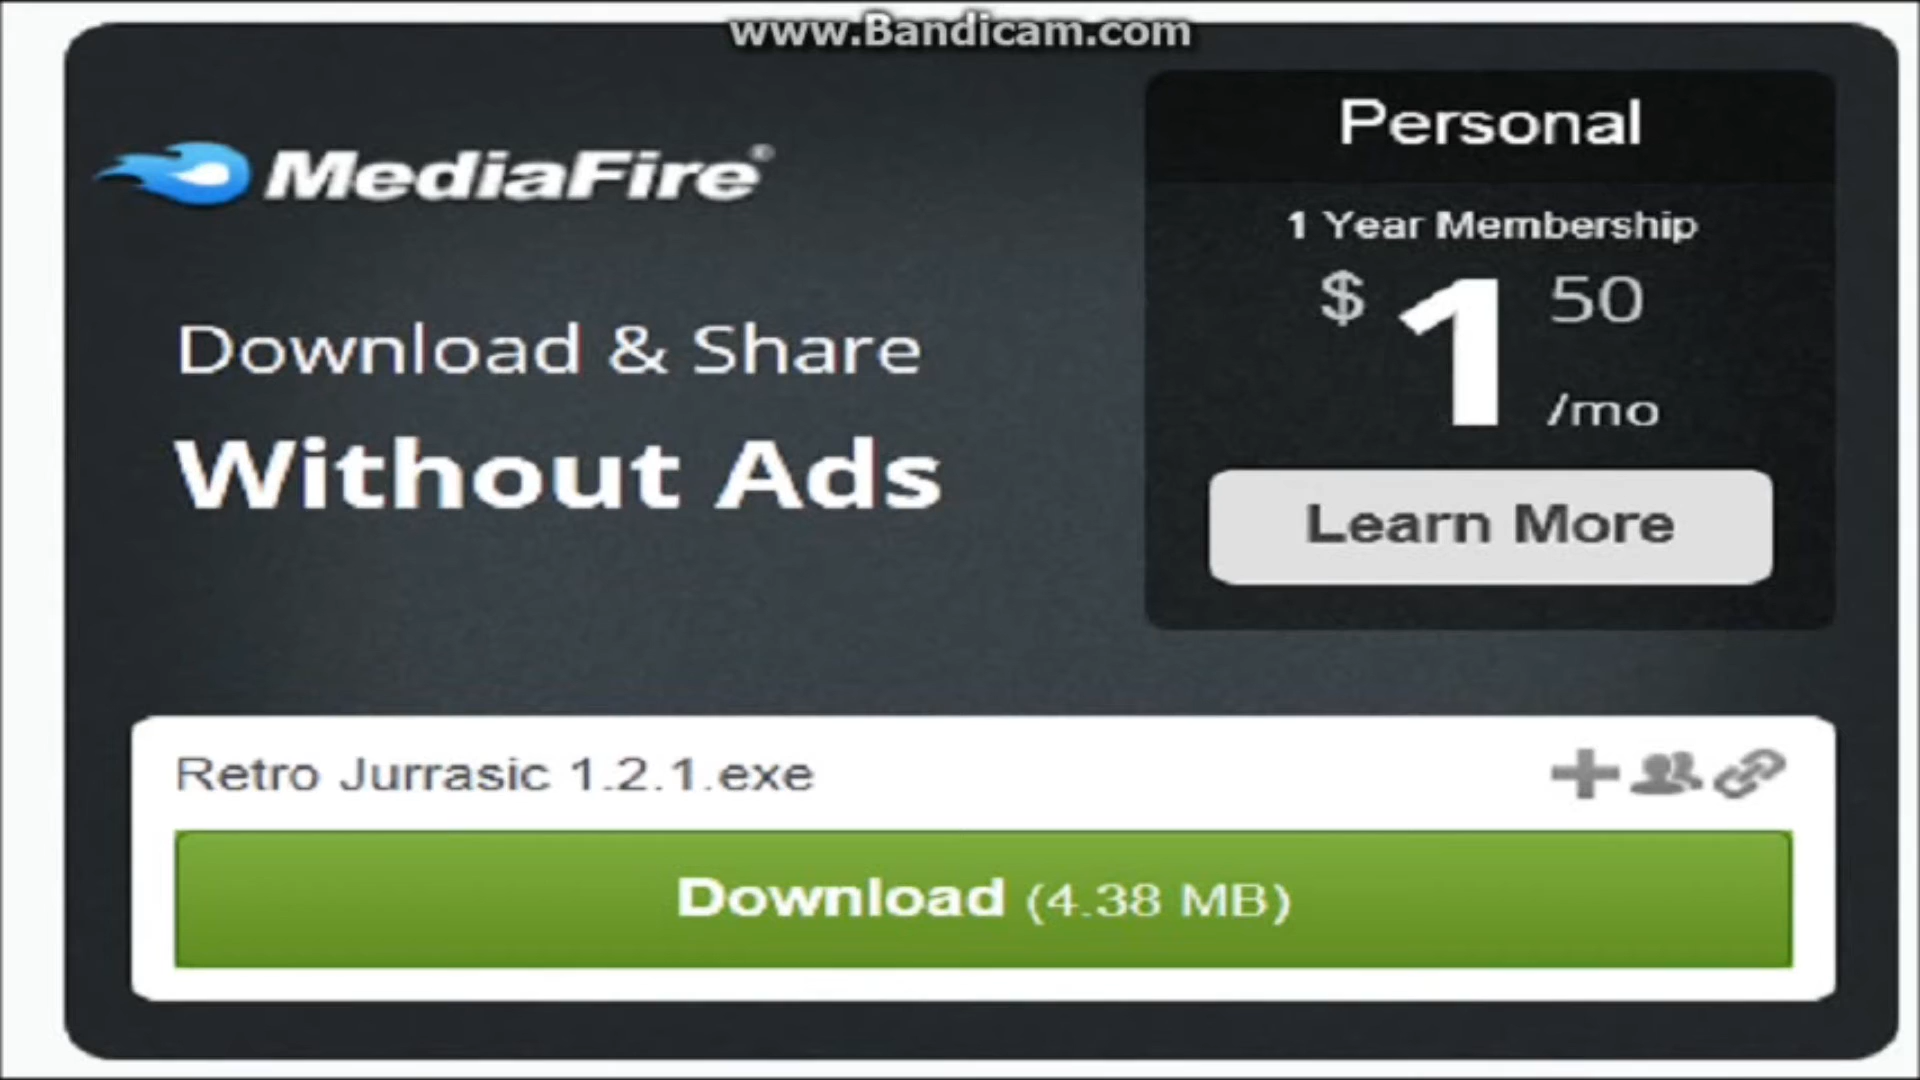 www.Bandicam.com
MediaFire®
Download & Share
Without Ads
Personal
1 Year Membership
$ 1 50
/mo
Learn More
Retro Jurrasic 1.2.1.exe
Download (4.38 MB)